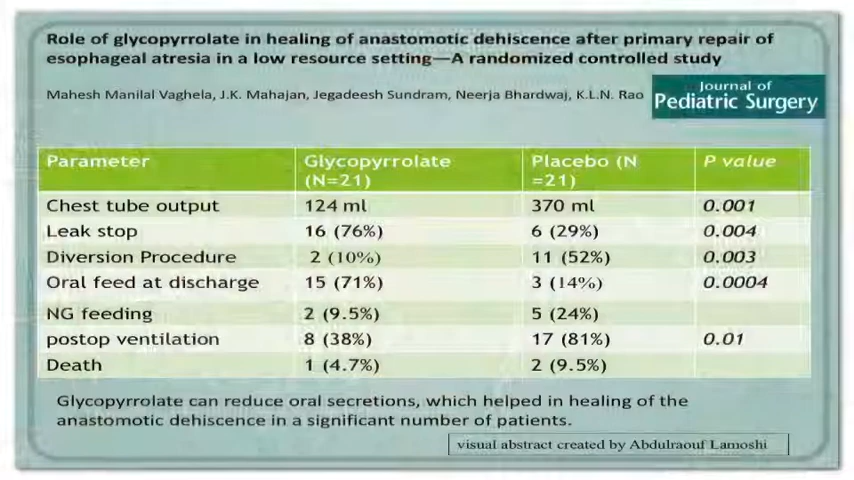 Role of glycopyrrolate in healing of anastomotic dehiscence after primary repair of
esophageal atresia in a low resource setting—A randomized controlled study
Mahesh Manilal Vaghela, J.K. Mahajan, Jegadeesh Sundram, Neerja Bhardwaj, K.L.N. Rao
Journal of
Pediatric Surgery
Parameter Glycopyrrolate (N=21) Placebo (N =21) P value
Chest tube output 124 ml 370 ml 0.001
Leak stop 16 (76%) 6 (29%) 0.004
Diversion Procedure 2 (10%) 11 (52%) 0.003
Oral feed at discharge 15 (71%) 3 (14%) 0.0004
NG feeding 2 (9.5%) 5 (24%)
postop ventilation 8 (38%) 17 (81%) 0.01
Death 1 (4.7%) 2 (9.5%)
Glycopyrrolate can reduce oral secretions, which helped in healing of the
anastomotic dehiscence in a significant number of patients.
visual abstract created by Abdulraouf Lamoshi